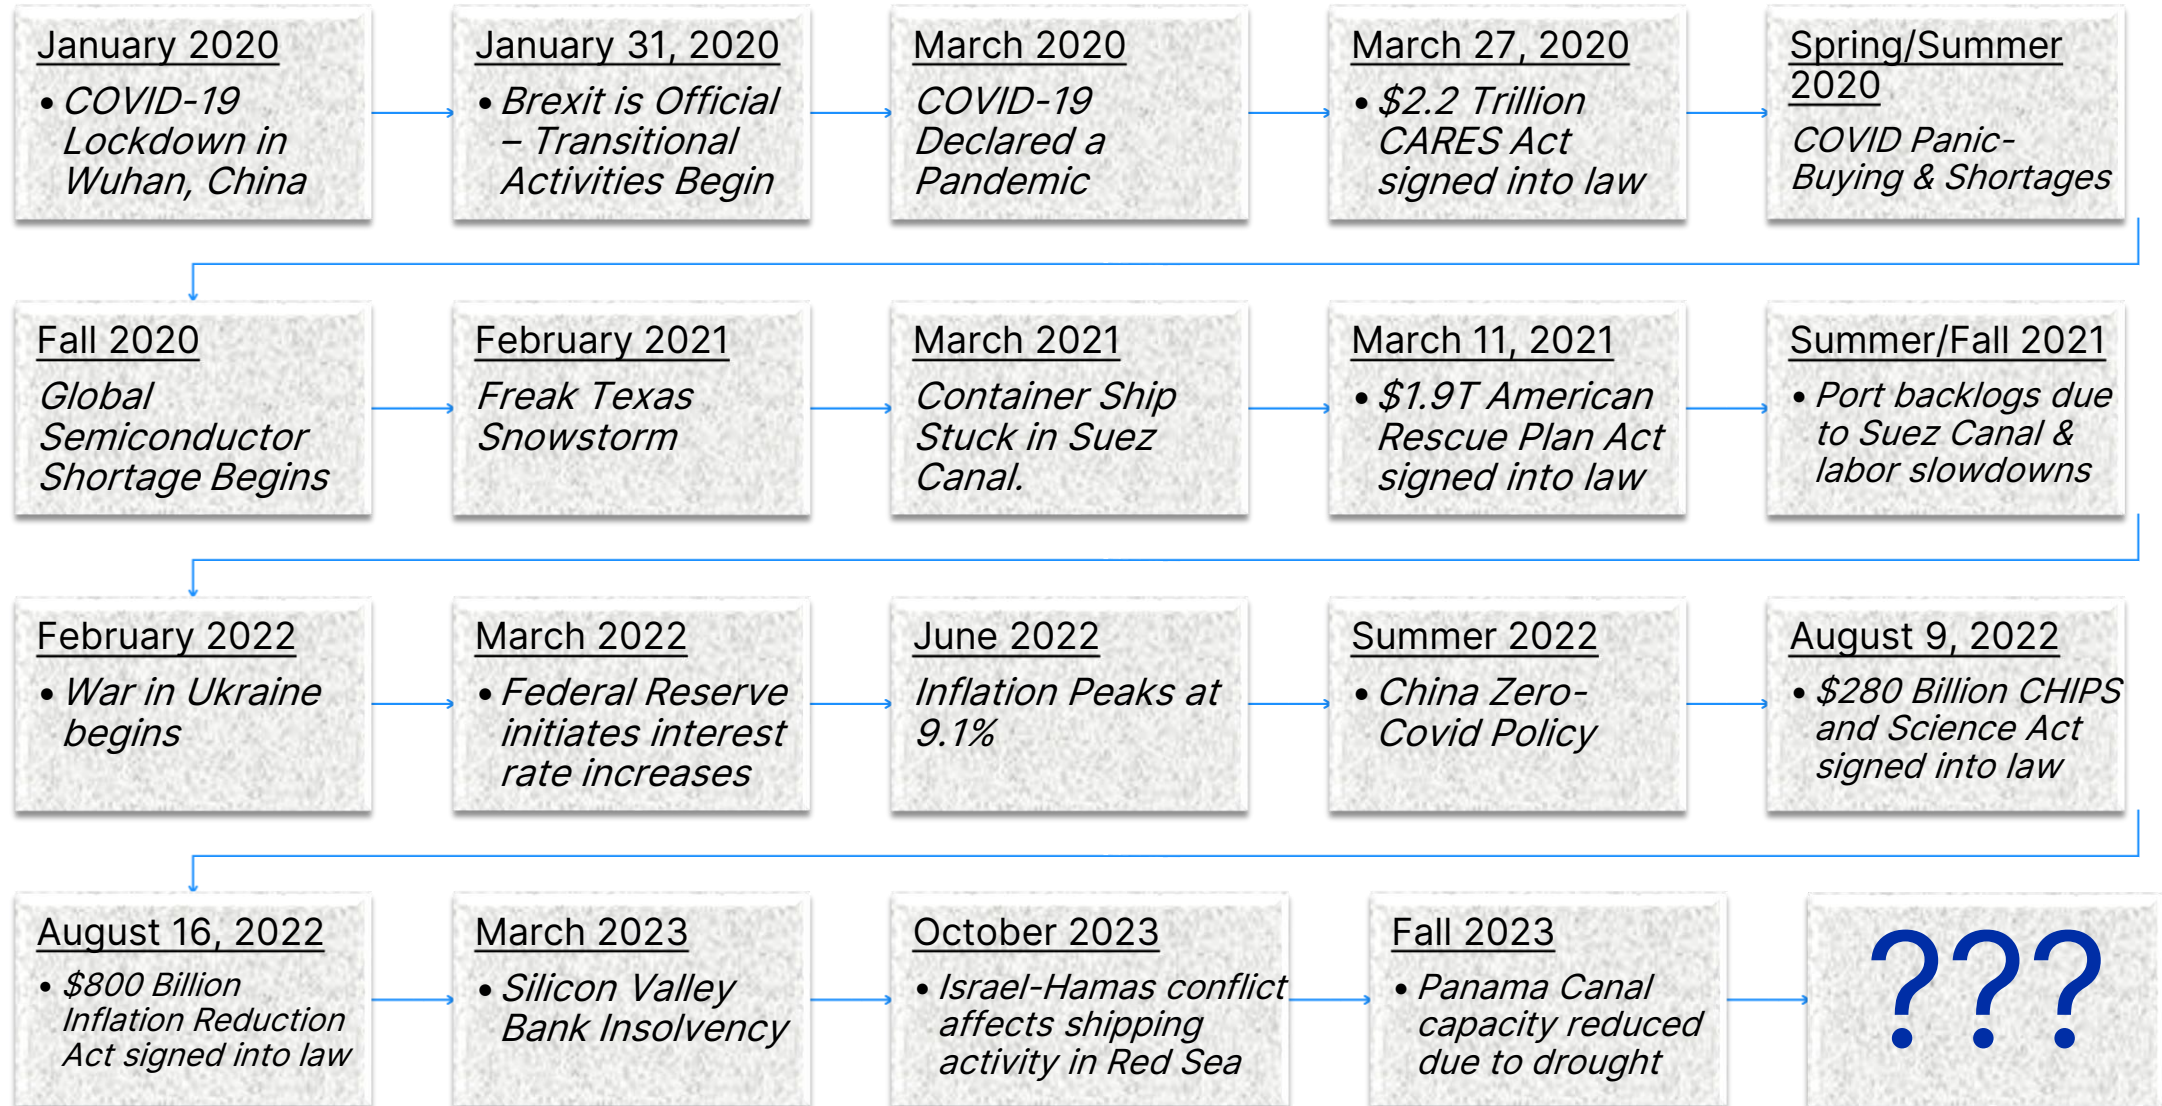 January 2020
• COVID-19
Lockdown in
Wuhan, China
January 31, 2020
• Brexit is Official
– Transitional
Activities Begin
March 2020
COVID-19
Declared a
Pandemic
March 27, 2020
• $2.2 Trillion
CARES Act
signed into law
Spring/Summer
2020
COVID Panic-
Buying & Shortages
Fall 2020
Global
Semiconductor
Shortage Begins
February 2021
Freak Texas
Snowstorm
March 2021
Container Ship
Stuck in Suez
Canal.
March 11, 2021
• $1.9T American
Rescue Plan Act
signed into law
Summer/Fall 2021
• Port backlogs due
to Suez Canal &
labor slowdowns
February 2022
• War in Ukraine
begins
March 2022
• Federal Reserve
initiates interest
rate increases
June 2022
Inflation Peaks at
9.1%
Summer 2022
• China Zero-
Covid Policy
August 9, 2022
• $280 Billion CHIPS
and Science Act
signed into law
August 16, 2022
• $800 Billion
Inflation Reduction
Act signed into law
March 2023
• Silicon Valley
Bank Insolvency
October 2023
• Israel-Hamas conflict
affects shipping
activity in Red Sea
Fall 2023
• Panama Canal
capacity reduced
due to drought
???